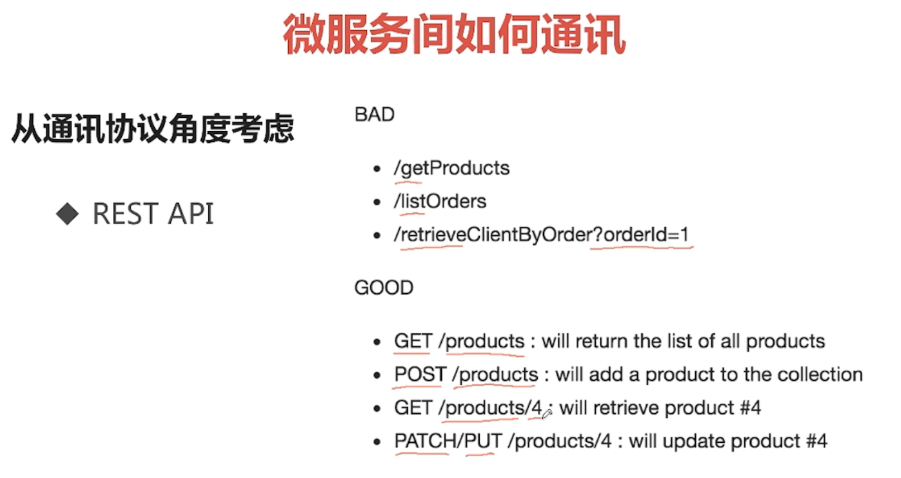 微服务间如何通讯
从通讯协议角度考虑
◆ REST API
BAD
• /getProducts
• /listOrders
• /retrieveClientByOrder?orderId=1
GOOD
• GET /products : will return the list of all products
• POST /products : will add a product to the collection
• GET /products/4 : will retrieve product #4
• PATCH/PUT /products/4 : will update product #4